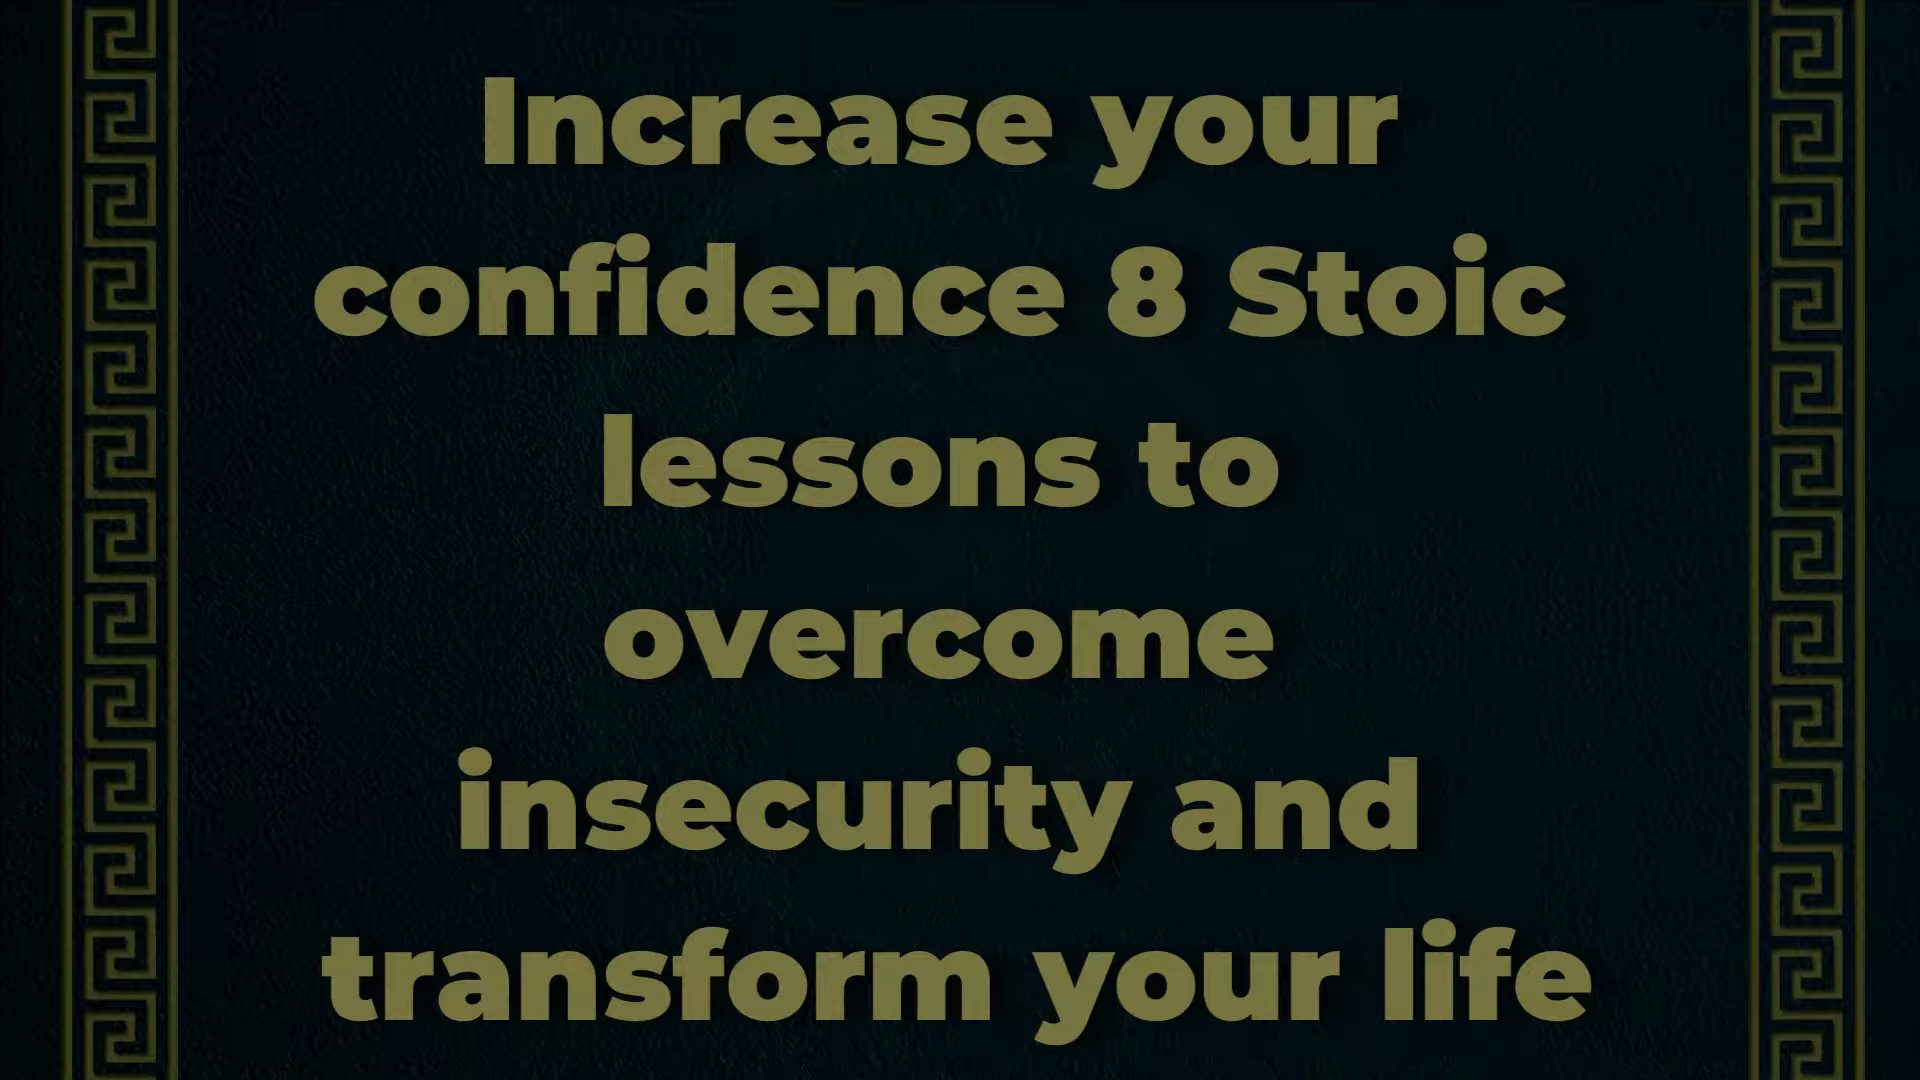 Increase your
confidence 8 Stoic
lessons to
overcome
insecurity and
transform your life